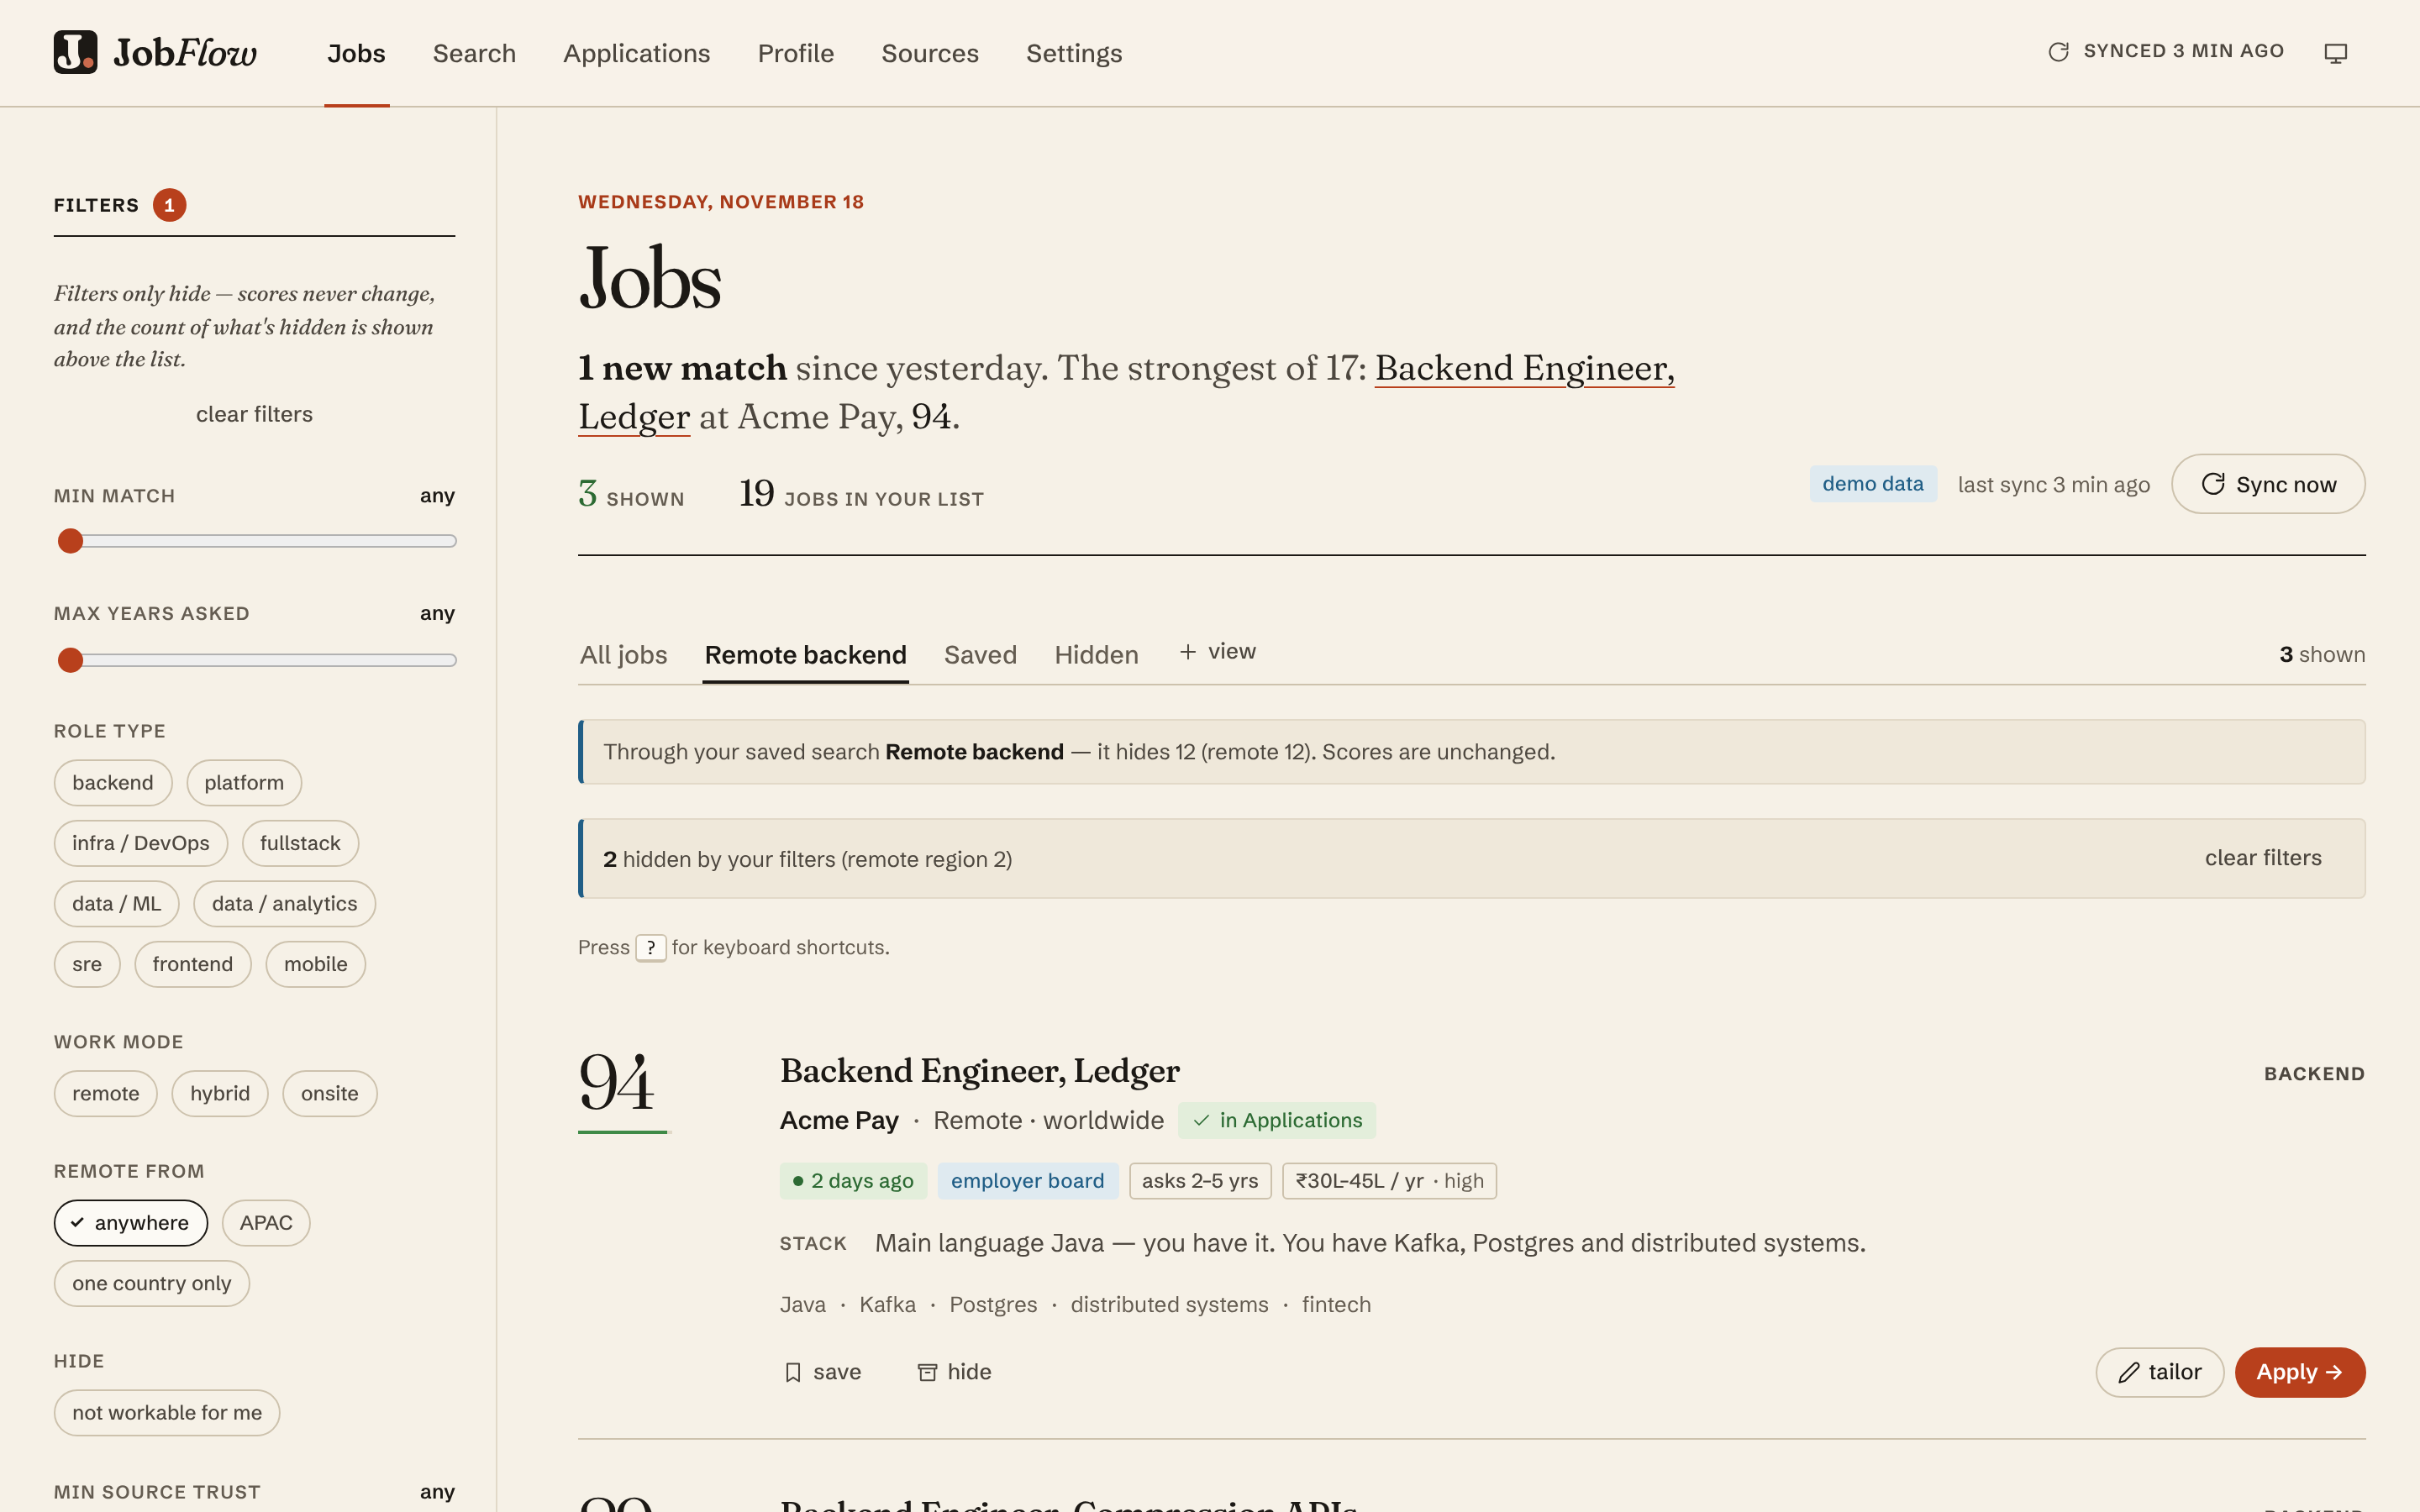 J. JobFlow
Jobs Search Applications Profile Sources Settings
SYNCED 3 MIN AGO
FILTERS 1
Filters only hide — scores never change,
and the count of what's hidden is shown
above the list.
clear filters
MIN MATCH any
MAX YEARS ASKED any
ROLE TYPE
backend platform
infra / DevOps fullstack
data / ML data / analytics
sre frontend mobile
WORK MODE
remote hybrid onsite
REMOTE FROM
anywhere APAC
one country only
HIDE
not workable for me
MIN SOURCE TRUST any
WEDNESDAY, NOVEMBER 18
Jobs
1 new match since yesterday. The strongest of 17: Backend Engineer,
Ledger at Acme Pay, 94.
3 SHOWN 19 JOBS IN YOUR LIST
demo data last sync 3 min ago Sync now
All jobs Remote backend Saved Hidden + view 3 shown
Through your saved search Remote backend — it hides 12 (remote 12). Scores are unchanged.
2 hidden by your filters (remote region 2) clear filters
Press ? for keyboard shortcuts.
94 Backend Engineer, Ledger BACKEND
Acme Pay · Remote · worldwide ✓ in Applications
2 days ago employer board asks 2–5 yrs ₹30L–45L / yr · high
STACK Main language Java — you have it. You have Kafka, Postgres and distributed systems.
Java · Kafka · Postgres · distributed systems · fintech
save hide tailor Apply →
Backend Engineer, Compression APIs